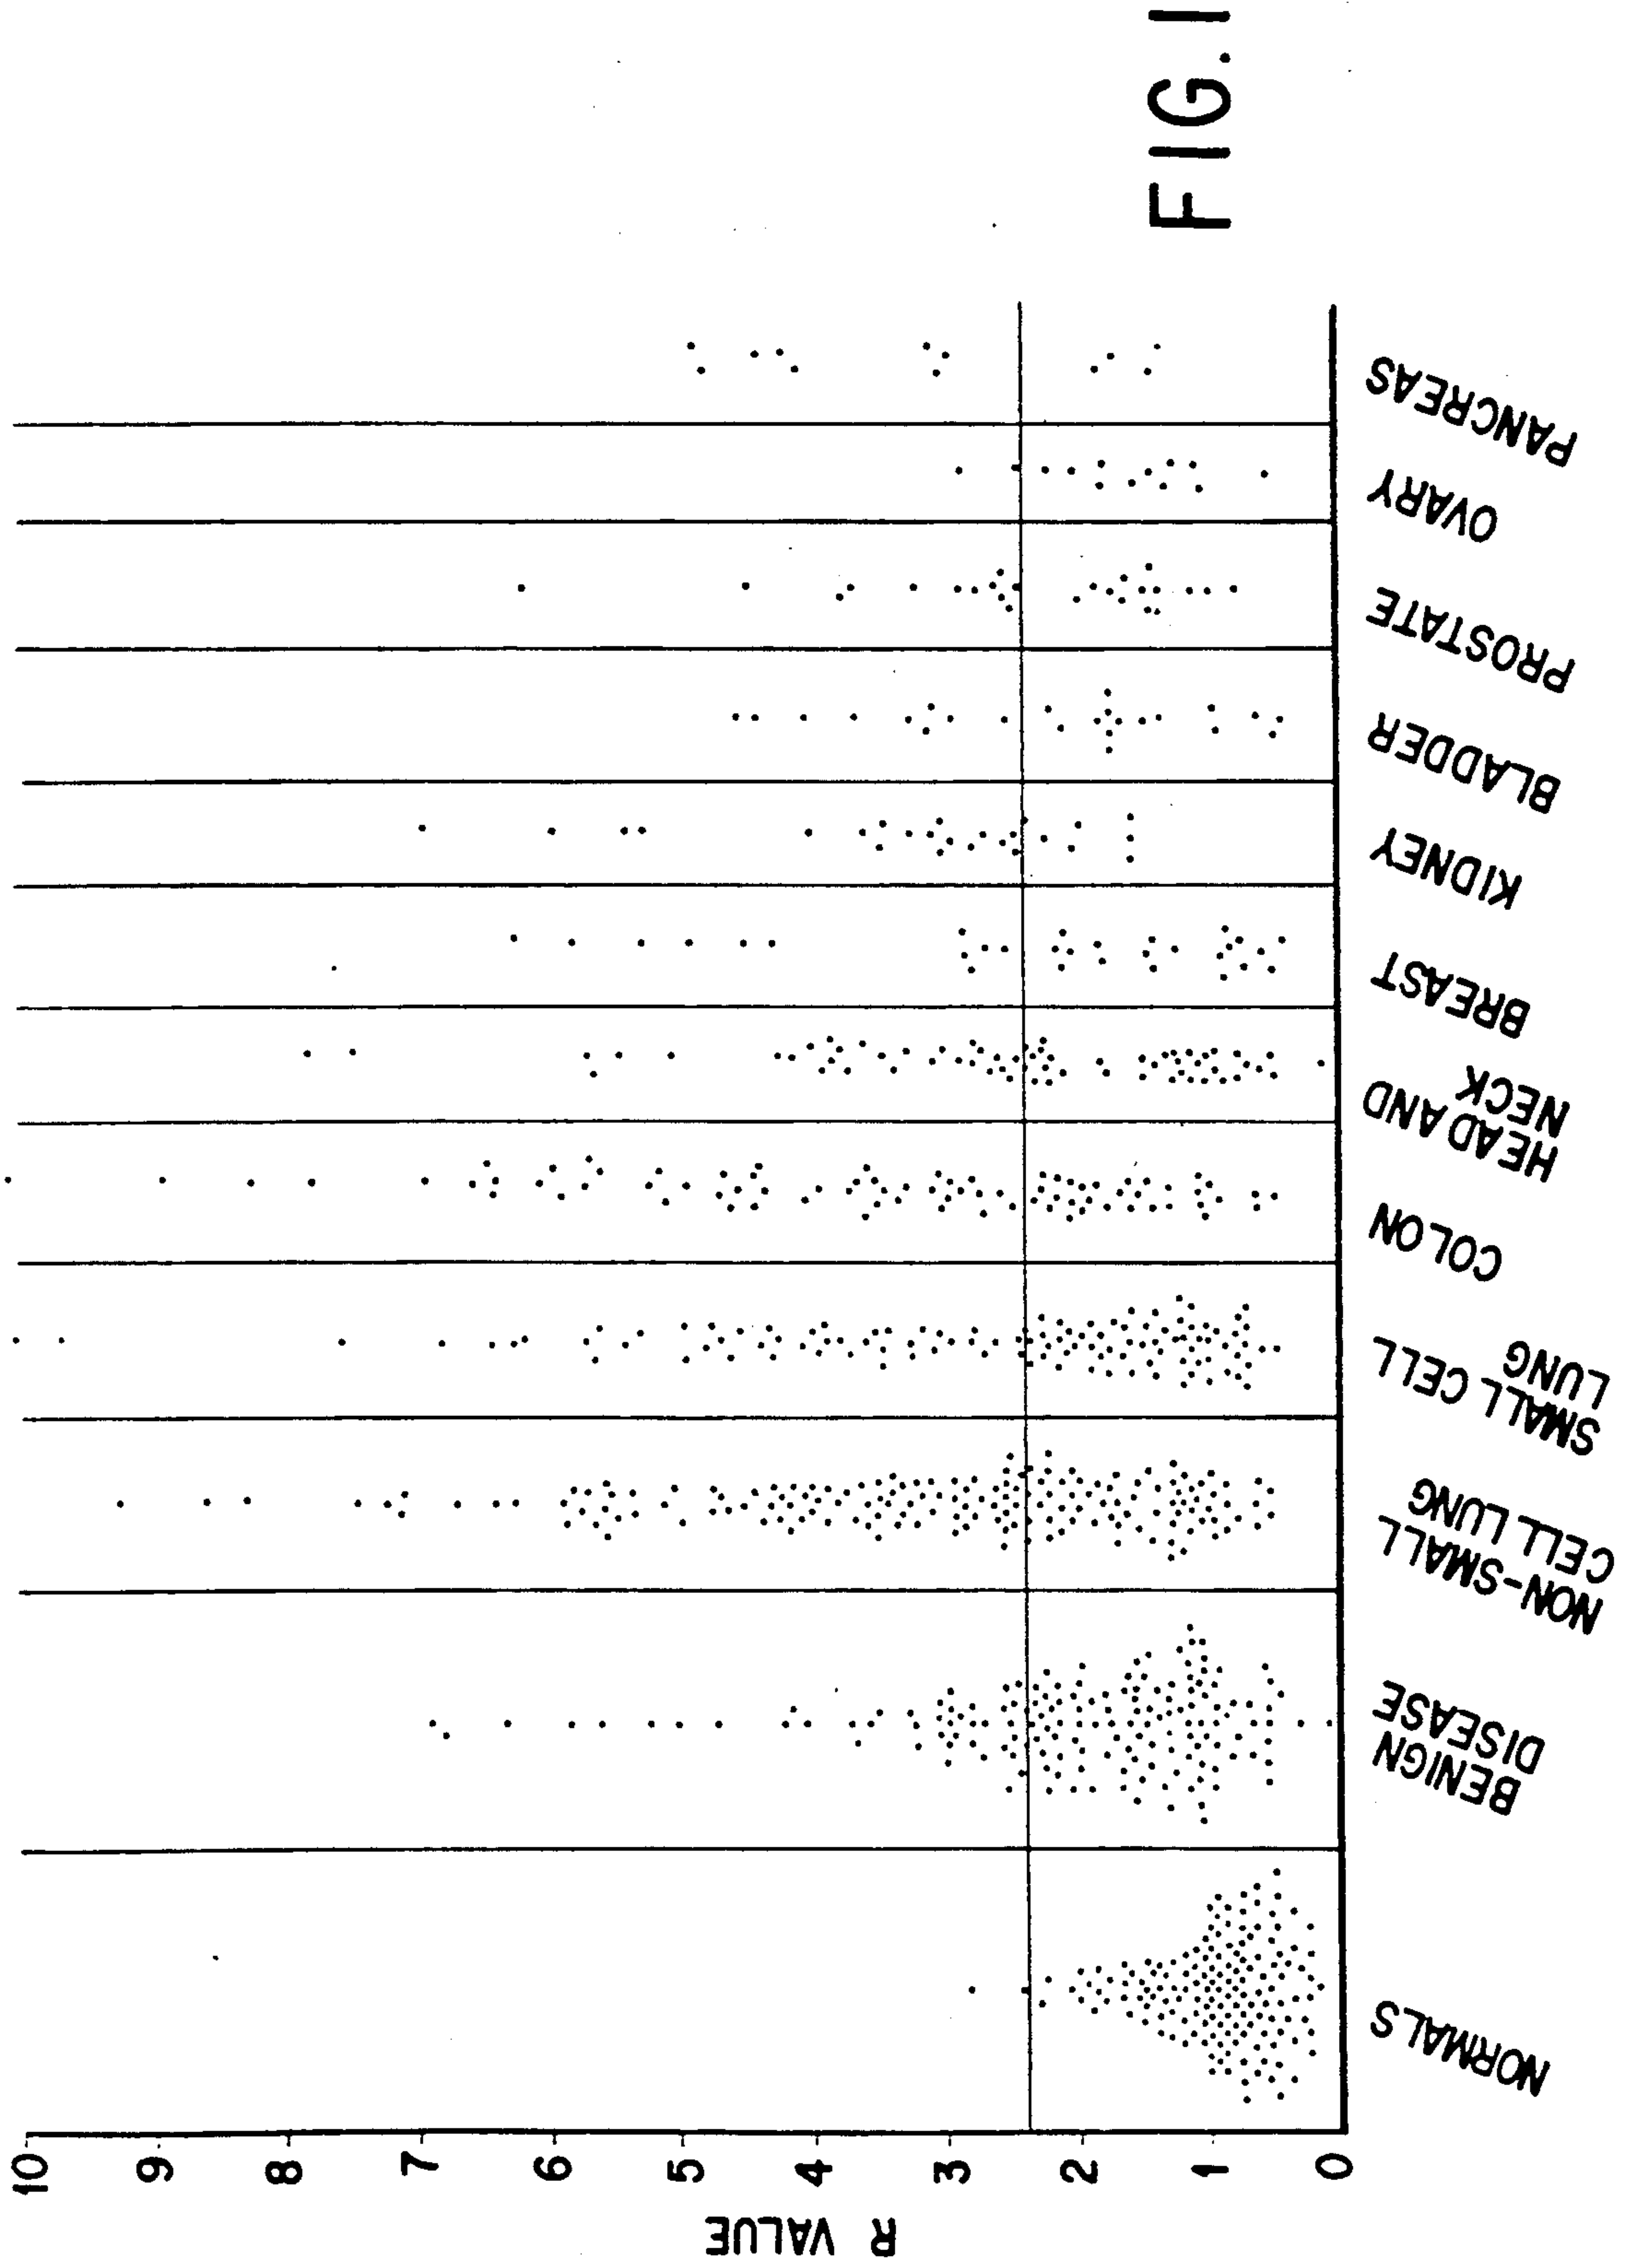 R VALUE
10
9
8
7
6
5
4
3
2
1
0
NORMALS
BENIGN
DISEASE
NON-SMALL
CELL LUNG
SMALL CELL
LUNG
COLON
HEAD AND
NECK
BREAST
KIDNEY
BLADDER
PROSTATE
OVARY
PANCREAS
FIG. 1